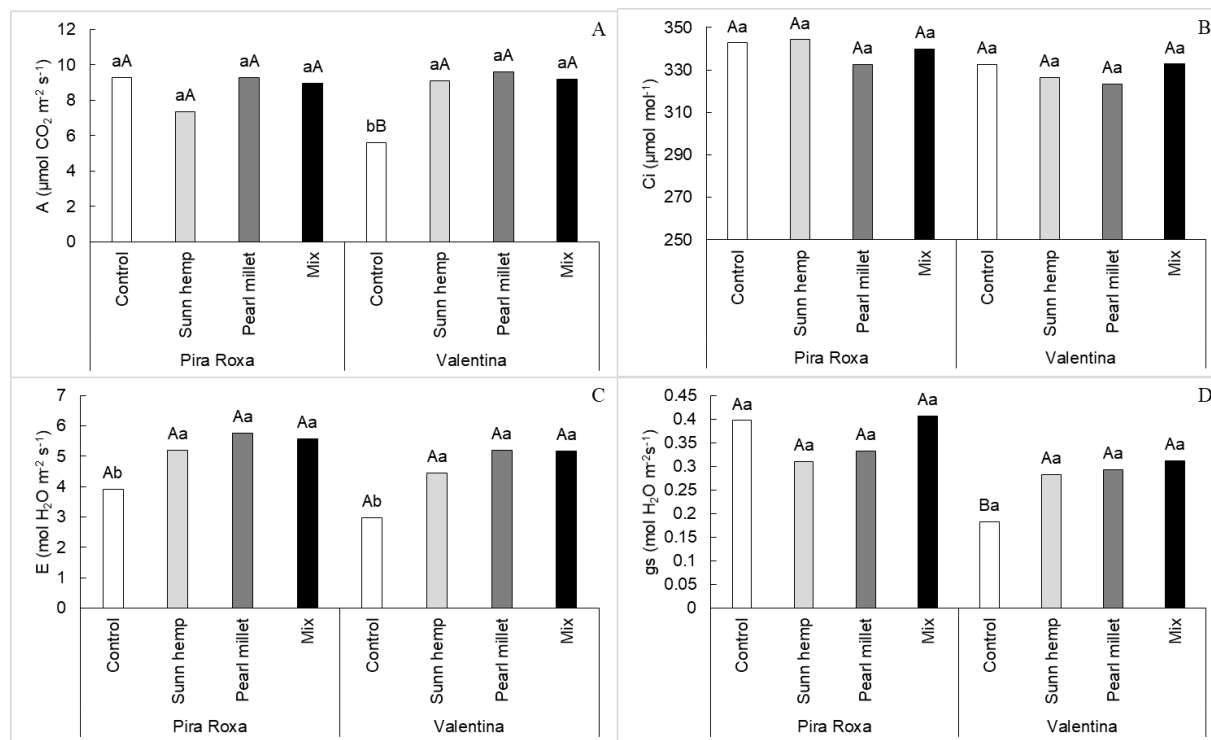 A
A (µmol CO₂ m⁻² s⁻¹)
12
10
8
6
4
2
0
aA aA aA aA bB aA aA aA
Control Sunn hemp Pearl millet Mix Control Sunn hemp Pearl millet Mix
Pira Roxa Valentina
B
Ci (µmol mol⁻¹)
350
330
310
290
270
250
Aa Aa Aa Aa Aa Aa Aa Aa
Control Sunn hemp Pearl millet Mix Control Sunn hemp Pearl millet Mix
Pira Roxa Valentina
C
E (mol H₂O m⁻² s⁻¹)
7
6
5
4
3
2
1
0
Ab Aa Aa Aa Ab Aa Aa Aa
Control Sunn hemp Pearl millet Mix Control Sunn hemp Pearl millet Mix
Pira Roxa Valentina
D
gs (mol H₂O m⁻²s⁻¹)
0.45
0.4
0.35
0.3
0.25
0.2
0.15
0.1
0.05
0
Aa Aa Aa Aa Ba Aa Aa Aa
Control Sunn hemp Pearl millet Mix Control Sunn hemp Pearl millet Mix
Pira Roxa Valentina